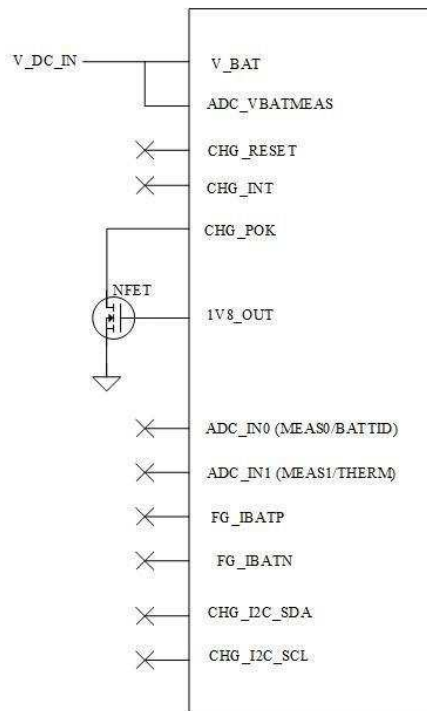 V_DC_IN
V_BAT
ADC_VBATMEAS
CHG_RESET
CHG_INT
CHG_POK
NFET
1V8_OUT
ADC_IN0 (MEAS0/BATTID)
ADC_IN1 (MEAS1/THERM)
FG_IBATP
FG_IBATN
CHG_I2C_SDA
CHG_I2C_SCL